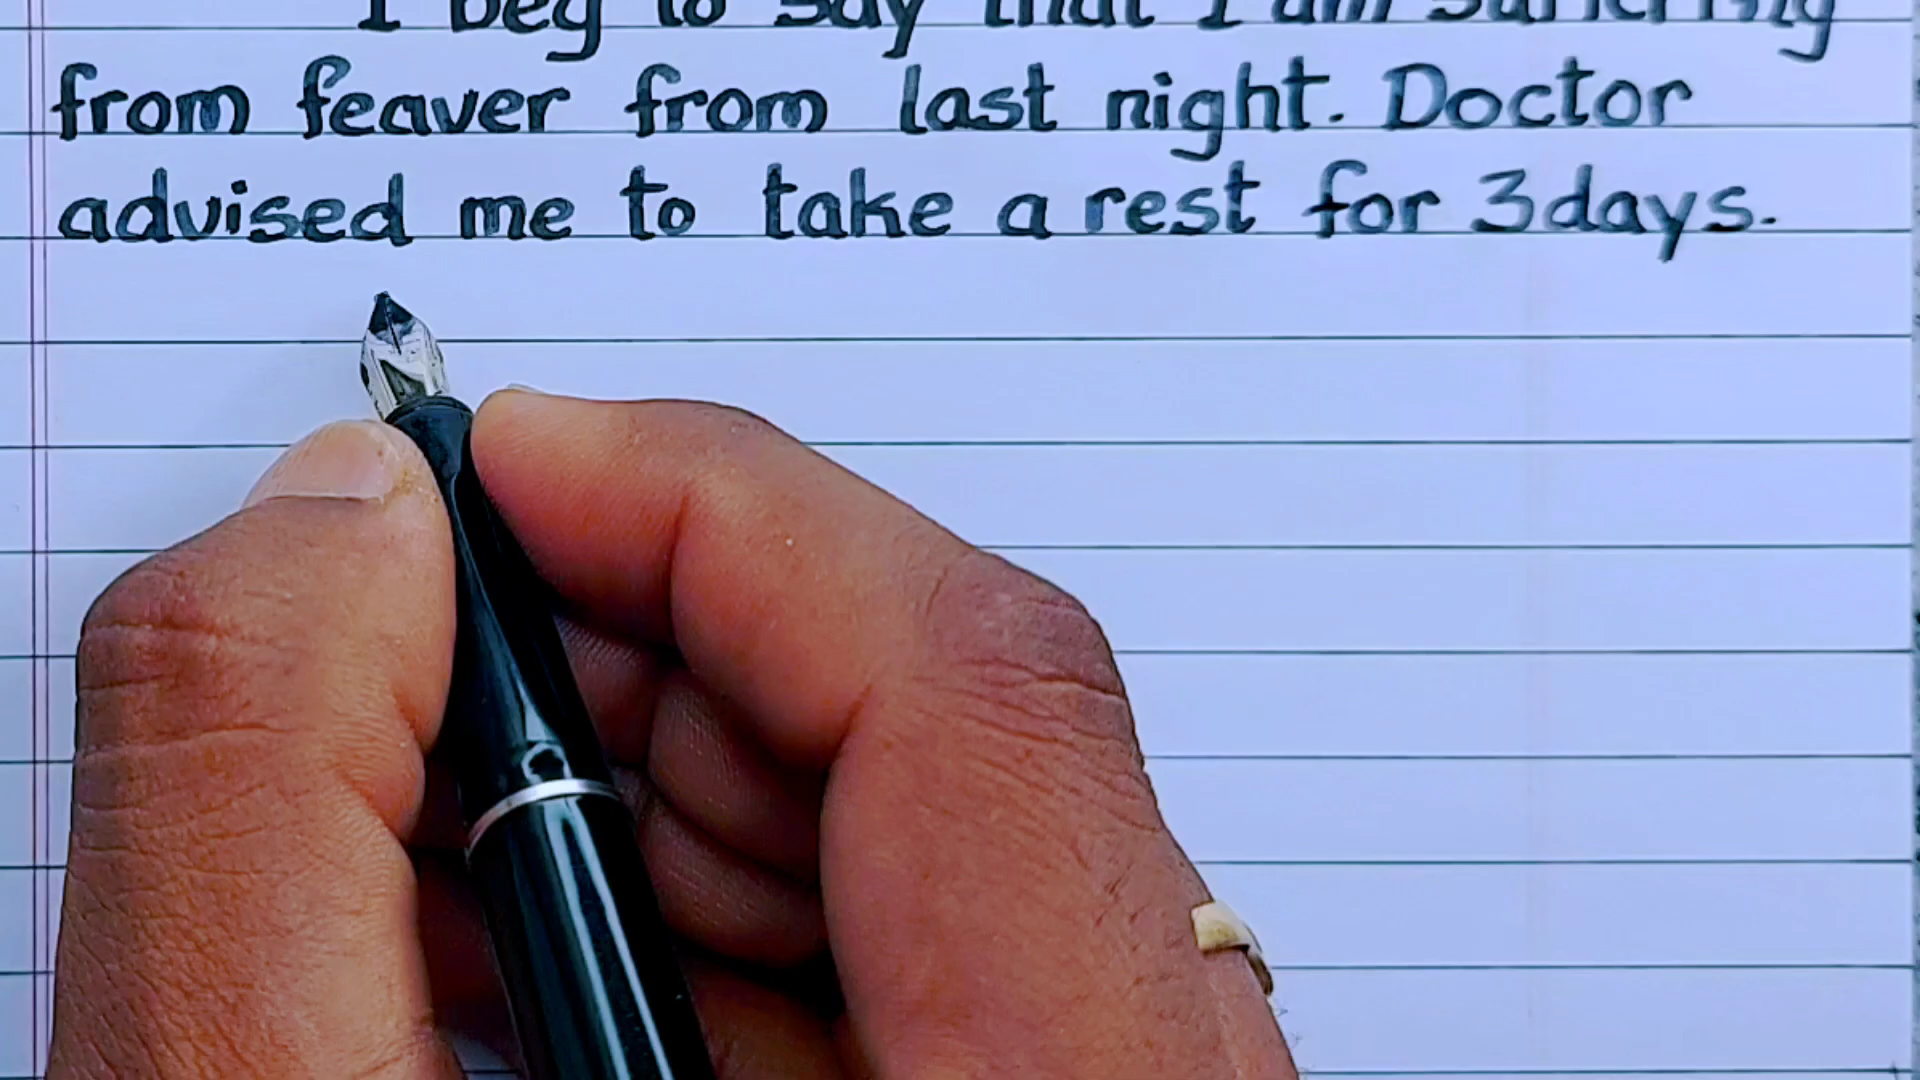 I beg to say that I am suffering
from feaver from last night. Doctor
advised me to take a rest for 3days.